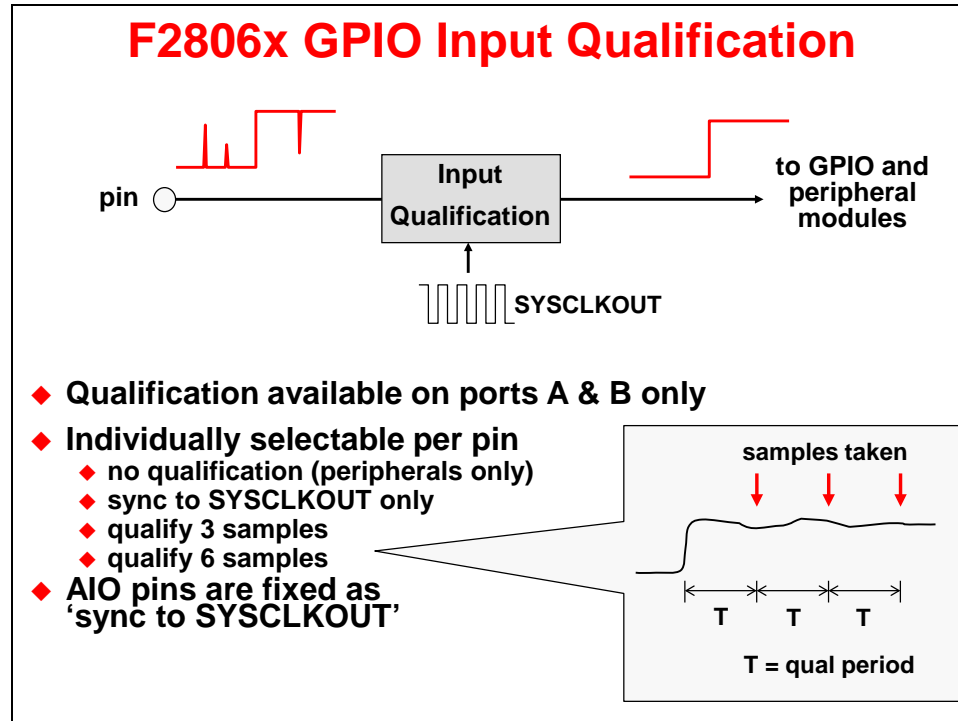 F2806x GPIO Input Qualification
pin
Input
Qualification
to GPIO and
peripheral
modules
SYSCLKOUT
◆ Qualification available on ports A & B only
◆ Individually selectable per pin
◆ no qualification (peripherals only)
◆ sync to SYSCLKOUT only
◆ qualify 3 samples
◆ qualify 6 samples
◆ AIO pins are fixed as
‘sync to SYSCLKOUT’
samples taken
T T T
T = qual period